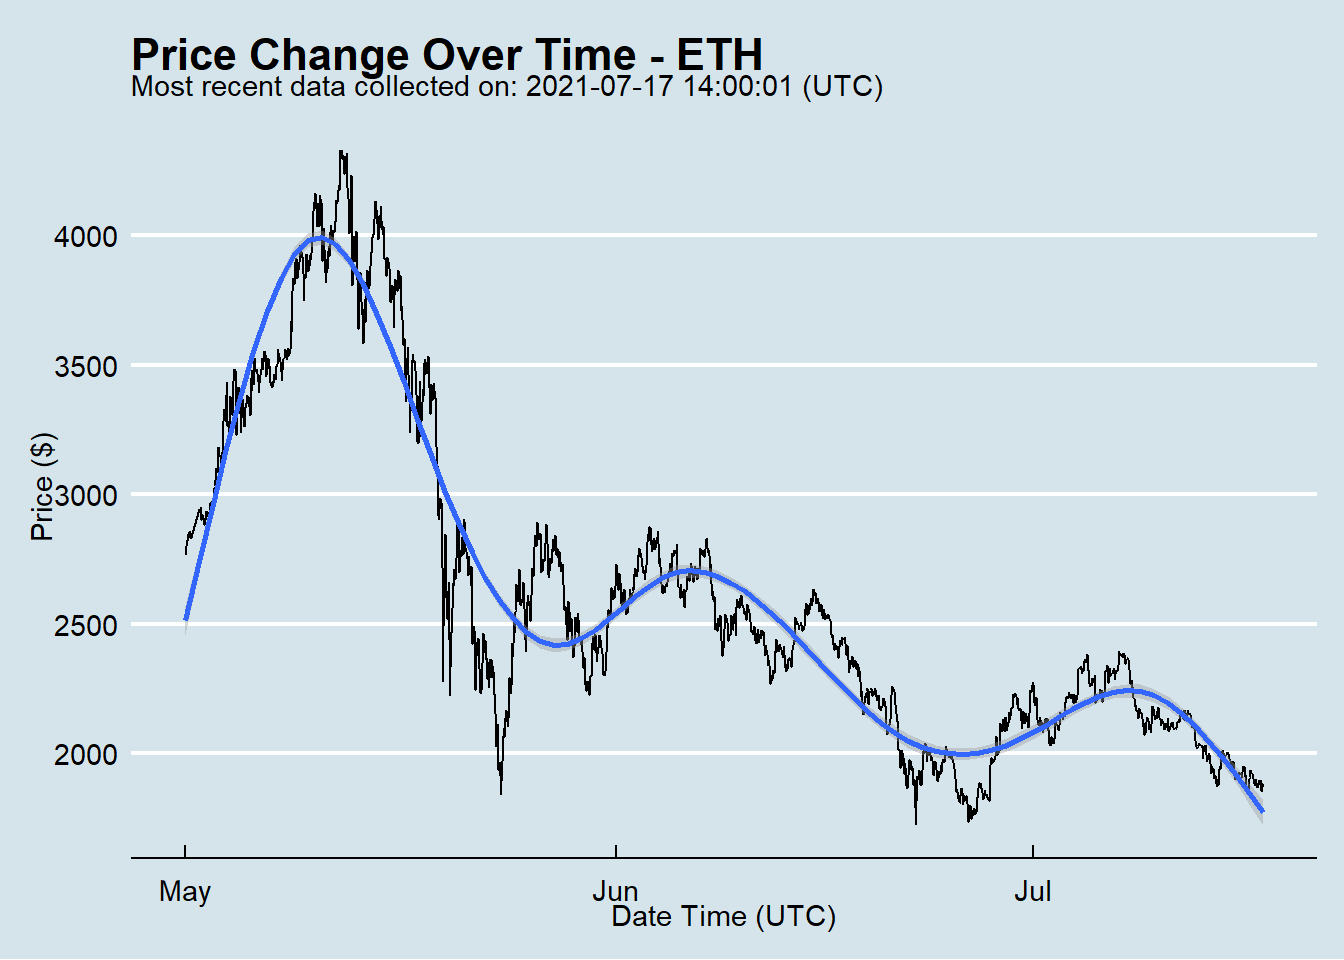 Price Change Over Time - ETH
Most recent data collected on: 2021-07-17 14:00:01 (UTC)
4000
3500
3000
2500
2000
Price ($)
May
Jun
Jul
Date Time (UTC)